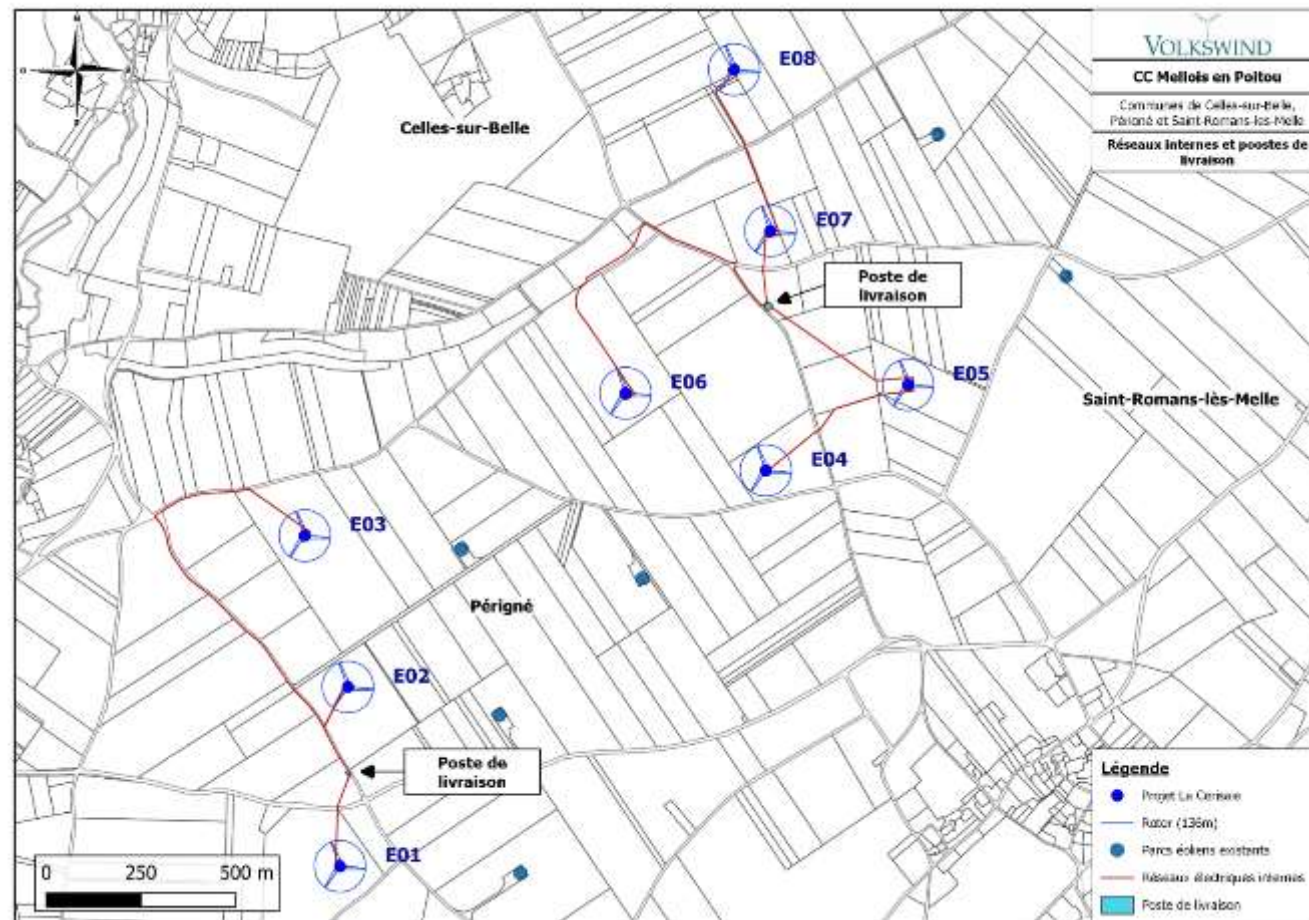 VOLKSWIND
CC Mellois en Poitou
Communes de Celles-sur-Belle,
Périgné et Saint-Romans-les-Melle
Réseaux internes et poostes de
livraison
E08
Celles-sur-Belle
E07
Poste de
livraison
E06
E05
Saint-Romans-lès-Melle
E04
E03
Périgné
E02
Poste de
livraison
E01
0 250 500 m
Légende
Projet La Cerisaie
Rotor (136m)
Parcs éoliens existants
Réseaux électriques internes
Poste de livraison